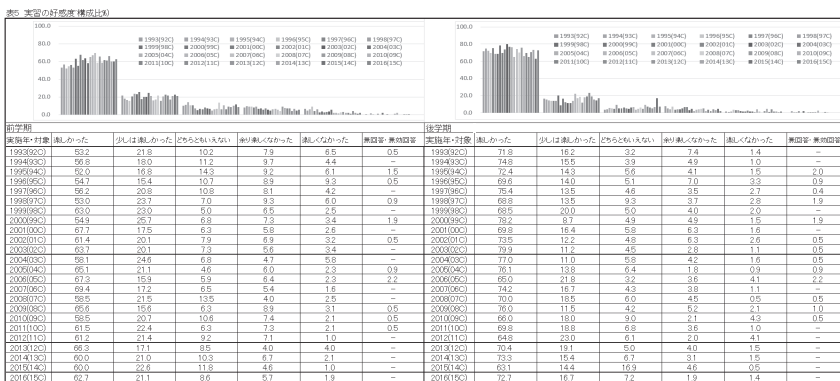 表5 実習の好感度(構成比%)
100.0
80.0
60.0
40.0
20.0
0.0
1993(92C) 1994(93C) 1995(94C) 1996(95C) 1997(96C) 1998(97C)
1999(98C) 2000(99C) 2001(00C) 2002(01C) 2003(02C) 2004(03C)
2005(04C) 2006(05C) 2007(06C) 2008(07C) 2009(08C) 2010(09C)
2011(10C) 2012(11C) 2013(12C) 2014(13C) 2015(14C) 2016(15C)
100.0
80.0
60.0
40.0
20.0
0.0
1993(92C) 1994(93C) 1995(94C) 1996(95C) 1997(96C) 1998(97C)
1999(98C) 2000(99C) 2001(00C) 2002(01C) 2003(02C) 2004(03C)
2005(04C) 2006(05C) 2007(06C) 2008(07C) 2009(08C) 2010(09C)
2011(10C) 2012(11C) 2013(12C) 2014(13C) 2015(14C) 2016(15C)
前学期
実施年・対象 楽しかった 少しは楽しかった どちらともいえない 余り楽しくなかった 楽しくなかった 無回答・無効回答
1993(92C) 53.2 21.8 10.2 7.9 6.5 0.5
1994(93C) 56.8 18.0 11.2 9.7 4.4 −
1995(94C) 52.0 16.8 14.3 9.2 6.1 1.5
1996(95C) 54.7 15.4 10.7 8.9 9.3 0.5
1997(96C) 56.2 20.8 10.8 8.1 4.2 −
1998(97C) 53.0 23.7 7.0 9.3 6.0 0.9
1999(98C) 63.0 23.0 5.0 6.5 2.5 −
2000(99C) 54.9 25.7 6.8 7.3 3.4 1.9
2001(00C) 67.7 17.5 6.3 5.8 2.6 −
2002(01C) 61.4 20.1 7.9 6.9 3.2 0.5
2003(02C) 63.7 20.1 7.3 5.6 3.4 −
2004(03C) 58.1 24.6 6.8 4.7 5.8 −
2005(04C) 65.1 21.1 4.6 6.0 2.3 0.9
2006(05C) 67.3 15.9 5.9 6.4 2.3 2.2
2007(06C) 69.4 17.2 6.5 5.4 1.6 −
2008(07C) 58.5 21.5 13.5 4.0 2.5 −
2009(08C) 65.6 15.6 6.3 8.9 3.1 0.5
2010(09C) 58.5 20.7 10.6 7.4 2.1 0.5
2011(10C) 61.5 22.4 6.3 7.3 2.1 0.5
2012(11C) 61.2 21.4 9.2 7.1 1.0 −
2013(12C) 66.3 17.1 8.5 4.0 4.0 −
2014(13C) 60.0 21.0 10.3 6.7 2.1 −
2015(14C) 60.0 22.6 11.8 4.6 1.0 −
2016(15C) 62.7 21.1 8.6 5.7 1.9 −
後学期
実施年・対象 楽しかった 少しは楽しかった どちらともいえない 余り楽しくなかった 楽しくなかった 無回答・無効回答
1993(92C) 71.8 16.2 3.2 7.4 1.4 −
1994(93C) 74.8 15.5 3.9 4.9 1.0 −
1995(94C) 72.4 14.3 5.6 4.1 1.5 2.0
1996(95C) 69.6 14.0 5.1 7.0 3.3 0.9
1997(96C) 75.4 13.5 4.6 3.5 2.7 0.4
1998(97C) 68.8 13.5 9.3 3.7 2.8 1.9
1999(98C) 68.5 20.0 5.0 4.0 2.0 −
2000(99C) 78.2 8.7 4.9 4.9 1.5 1.9
2001(00C) 69.8 16.4 5.8 6.3 1.6 −
2002(01C) 73.5 12.2 4.8 6.3 2.6 0.5
2003(02C) 79.9 11.2 4.5 2.8 1.1 0.5
2004(03C) 77.0 11.0 5.8 4.2 1.6 0.5
2005(04C) 76.1 13.8 6.4 1.8 0.9 0.9
2006(05C) 65.0 21.8 3.2 3.6 4.1 2.2
2007(06C) 74.2 16.7 4.3 3.8 1.1 −
2008(07C) 70.0 18.5 6.0 4.5 0.5 0.5
2009(08C) 76.0 11.5 4.2 5.2 2.1 1.0
2010(09C) 66.0 18.0 9.0 2.1 4.3 0.5
2011(10C) 69.8 18.8 6.8 3.6 1.0 −
2012(11C) 64.8 23.0 6.1 2.0 4.1 −
2013(12C) 70.4 19.1 5.0 4.0 1.5 −
2014(13C) 73.3 15.4 6.7 3.1 1.5 −
2015(14C) 63.1 14.4 16.9 4.6 0.5 −
2016(15C) 72.7 16.7 7.2 1.9 1.4 −